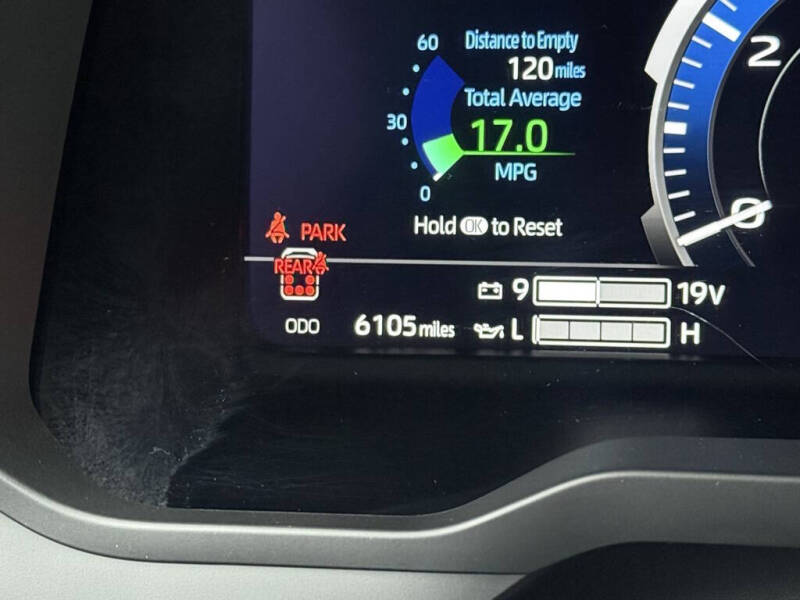 60
Distance to Empty
120 miles
Total Average
30
17.0
MPG
0
Hold OK to Reset
2
0
PARK
REAR
9
19V
ODO
6105 miles
L
H